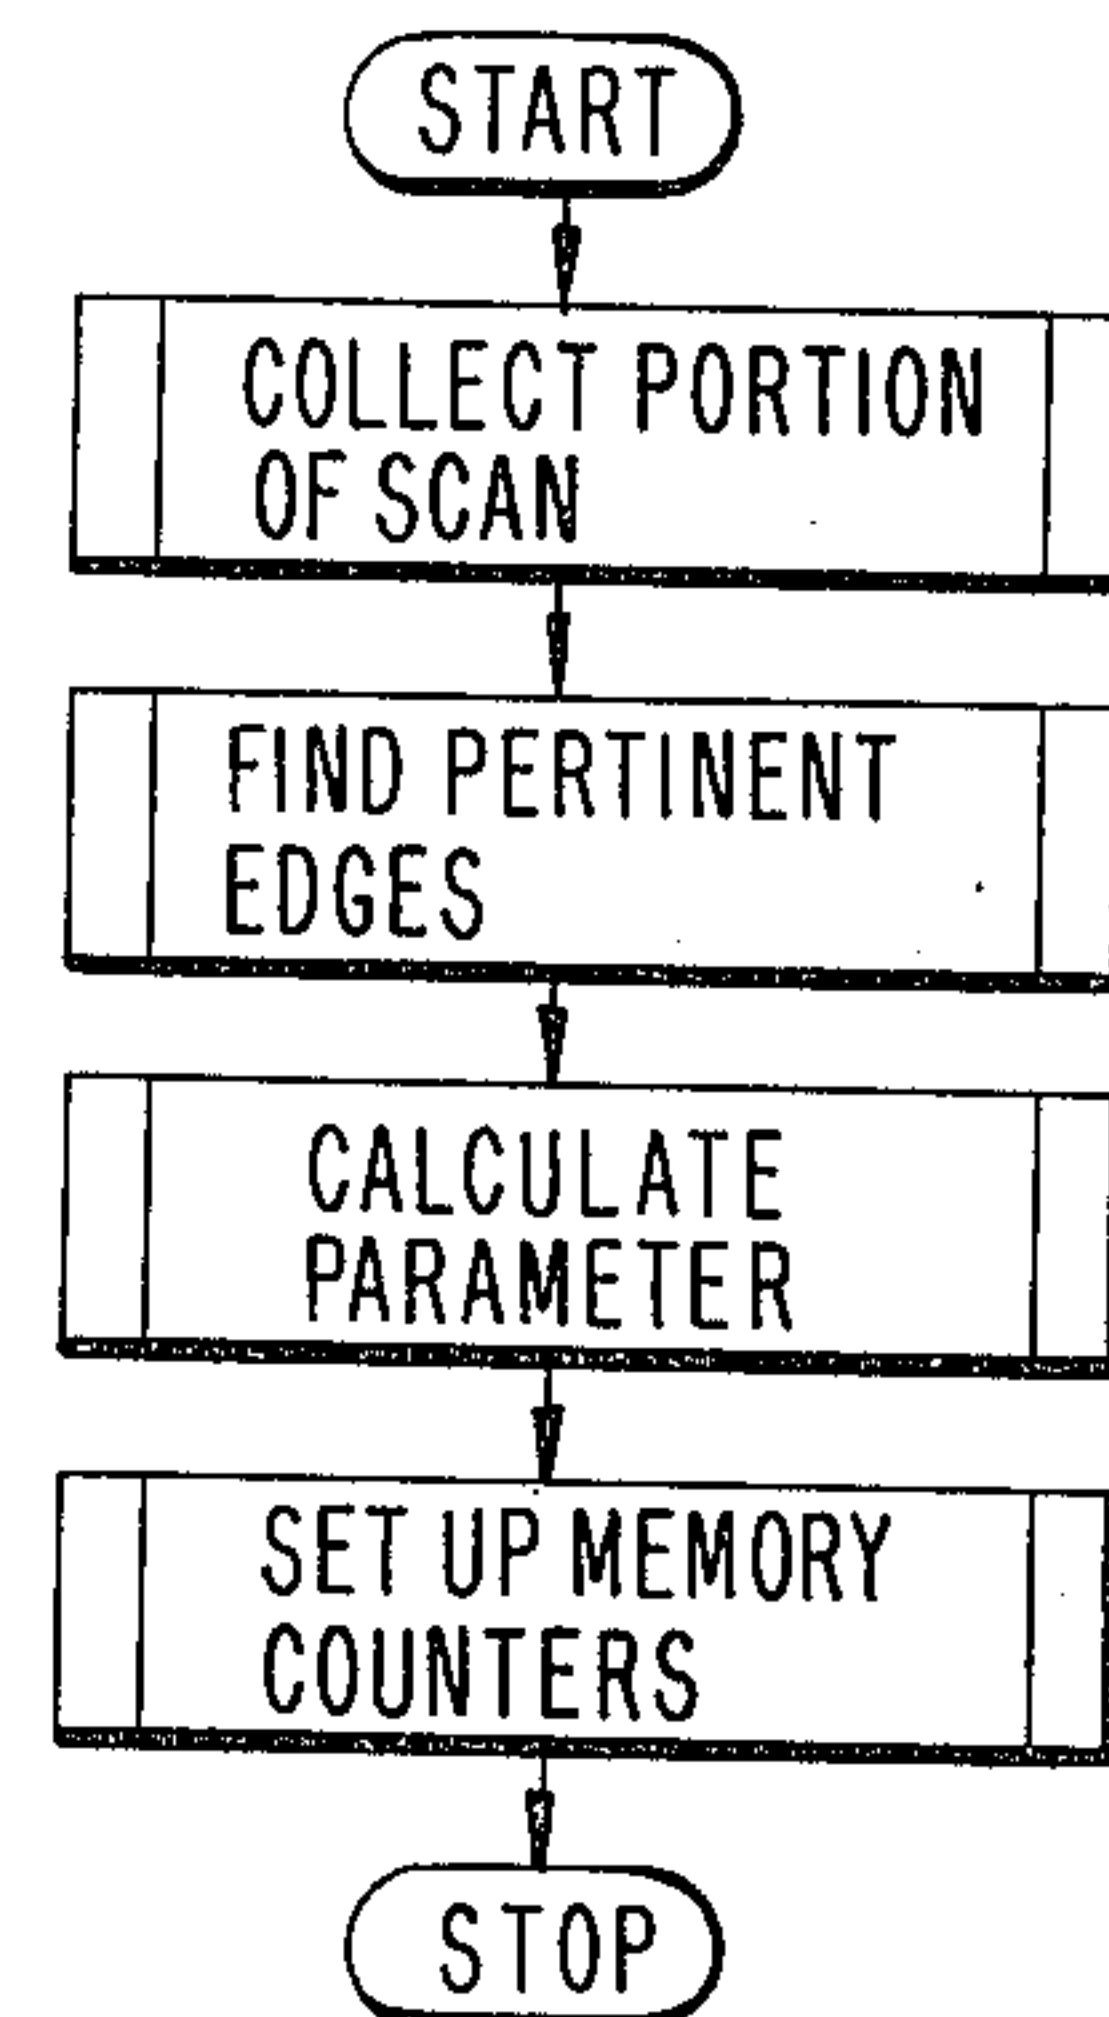 START
COLLECT PORTION
OF SCAN
FIND PERTINENT
EDGES
CALCULATE
PARAMETER
SET UP MEMORY
COUNTERS
STOP